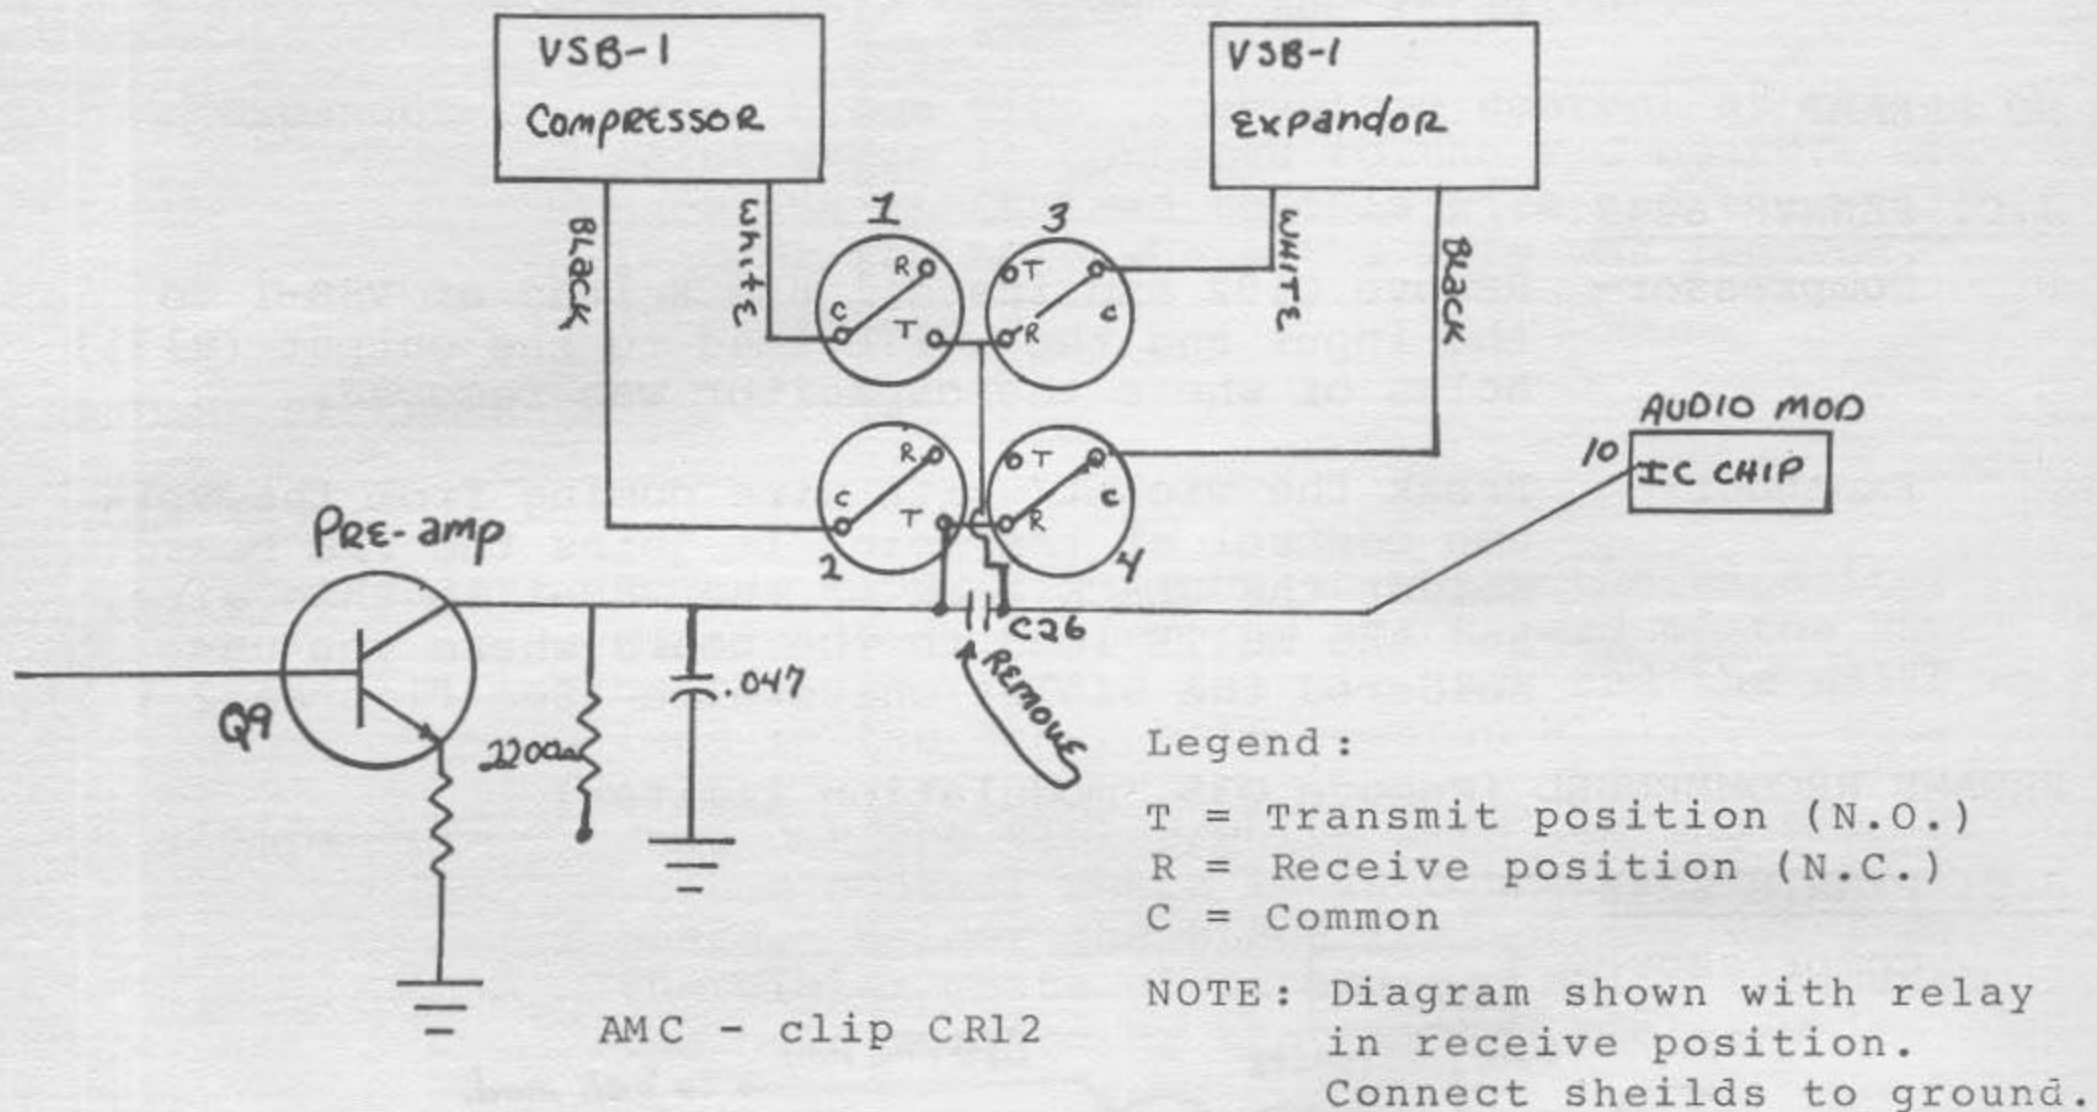 VSB-1
Compressor
VSB-1
Expandor
Black
White
1
3
WHITE
Black
R
C
T
T
R
C
R
C
T
2
T
R
C
4
AUDIO MOD
10
IC CHIP
PRE-amp
Q9
2200Ω
.047
C26
REMOVE
Legend:
T = Transmit position (N.O.)
R = Receive position (N.C.)
C = Common
NOTE: Diagram shown with relay
in receive position.
Connect sheilds to ground.
AMC - clip CR12